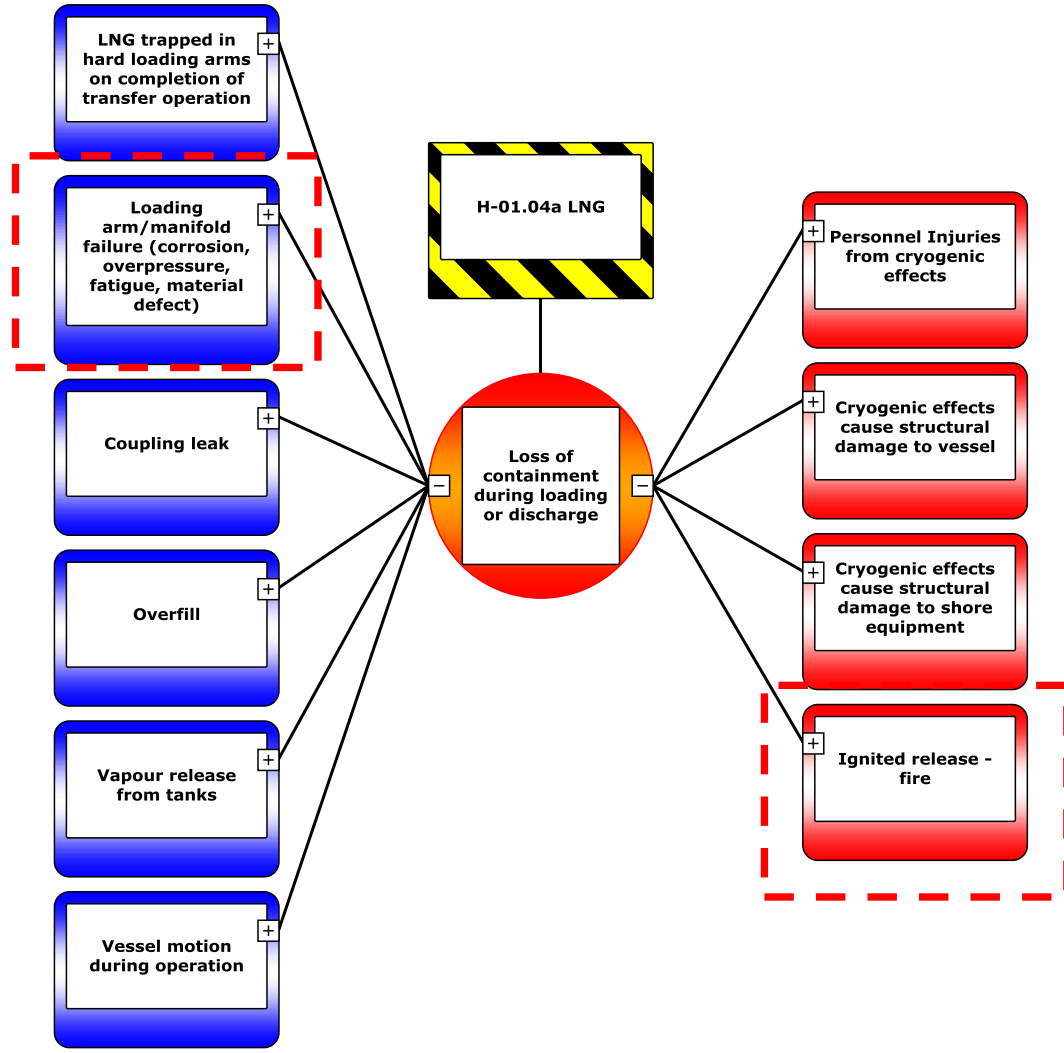 LNG trapped in
hard loading arms
on completion of
transfer operation
Loading
arm/manifold
failure (corrosion,
overpressure,
fatigue, material
defect)
Coupling leak
Overfill
Vapour release
from tanks
Vessel motion
during operation
H-01.04a LNG
Loss of
containment
during loading
or discharge
Personnel Injuries
from cryogenic
effects
Cryogenic effects
cause structural
damage to vessel
Cryogenic effects
cause structural
damage to shore
equipment
Ignited release -
fire